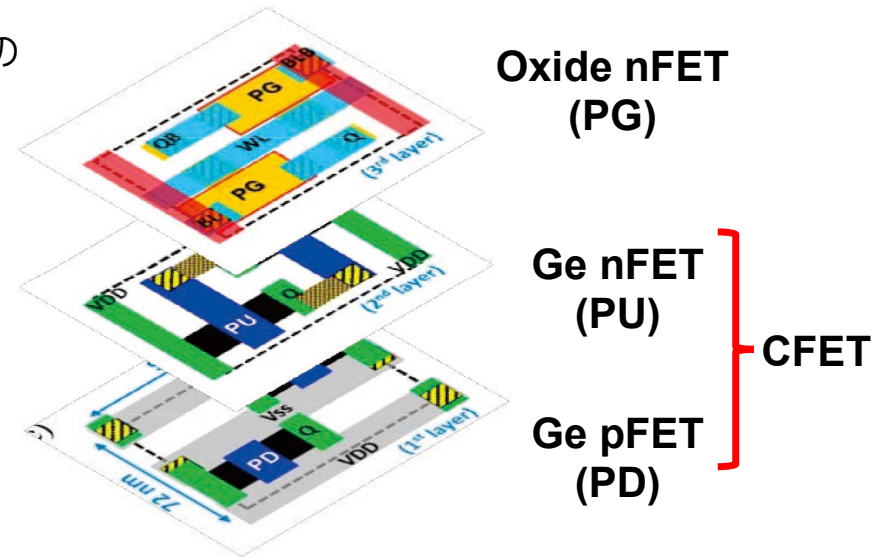 の
Oxide nFET
(PG)
BLB
PG
QB
WL
Q
PG
BL
(3rd layer)
Ge nFET
(PU)
VDD
Q
VDD
PU
(2nd layer)
CFET
Ge pFET
(PD)
Vss
Q
PD
VDD
(1st layer)
72 nm